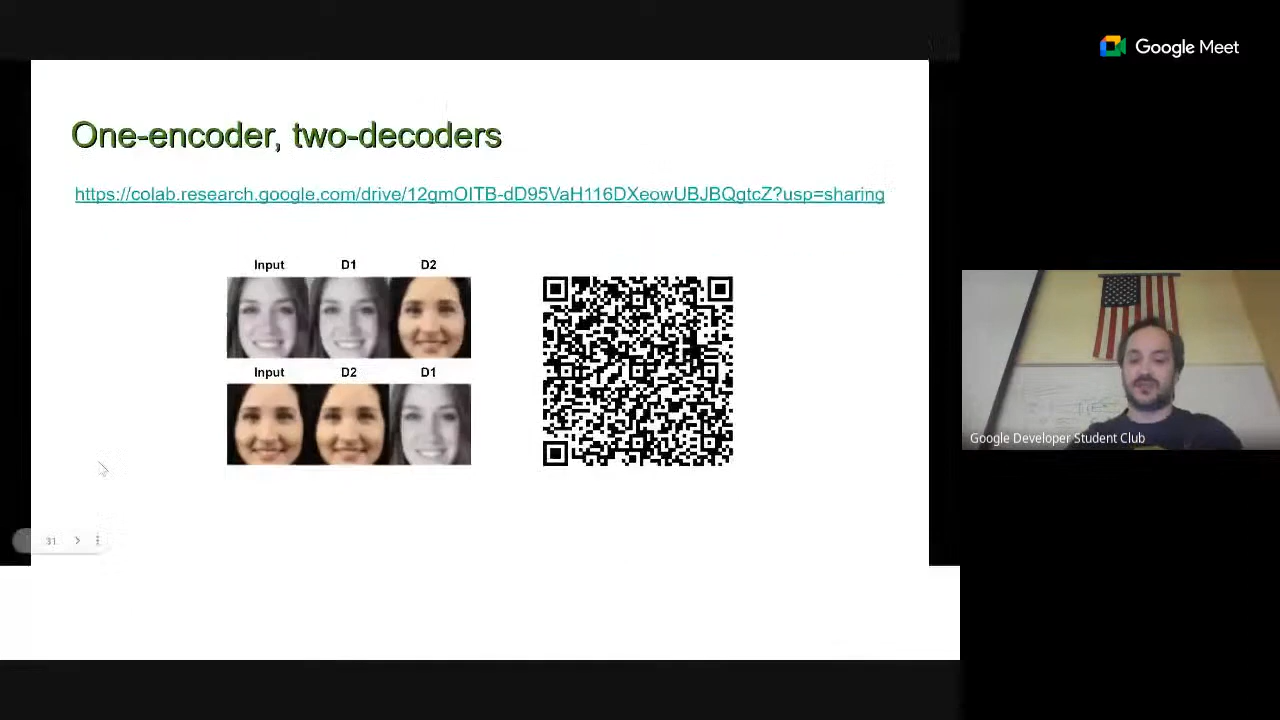 Google Meet
One-encoder, two-decoders
https://colab.research.google.com/drive/12gmOITB-dD95VaH116DXeowUBJBQgtcZ?usp=sharing
Input D1 D2
Input D2 D1
Google Developer Student Club
31